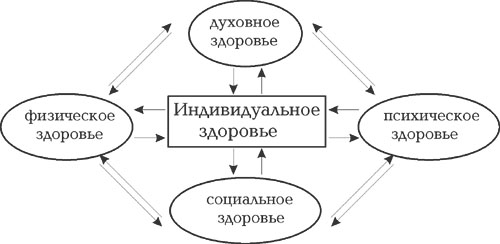 духовное
здоровье
физическое
здоровье
Индивидуальное
здоровье
психическое
здоровье
социальное
здоровье